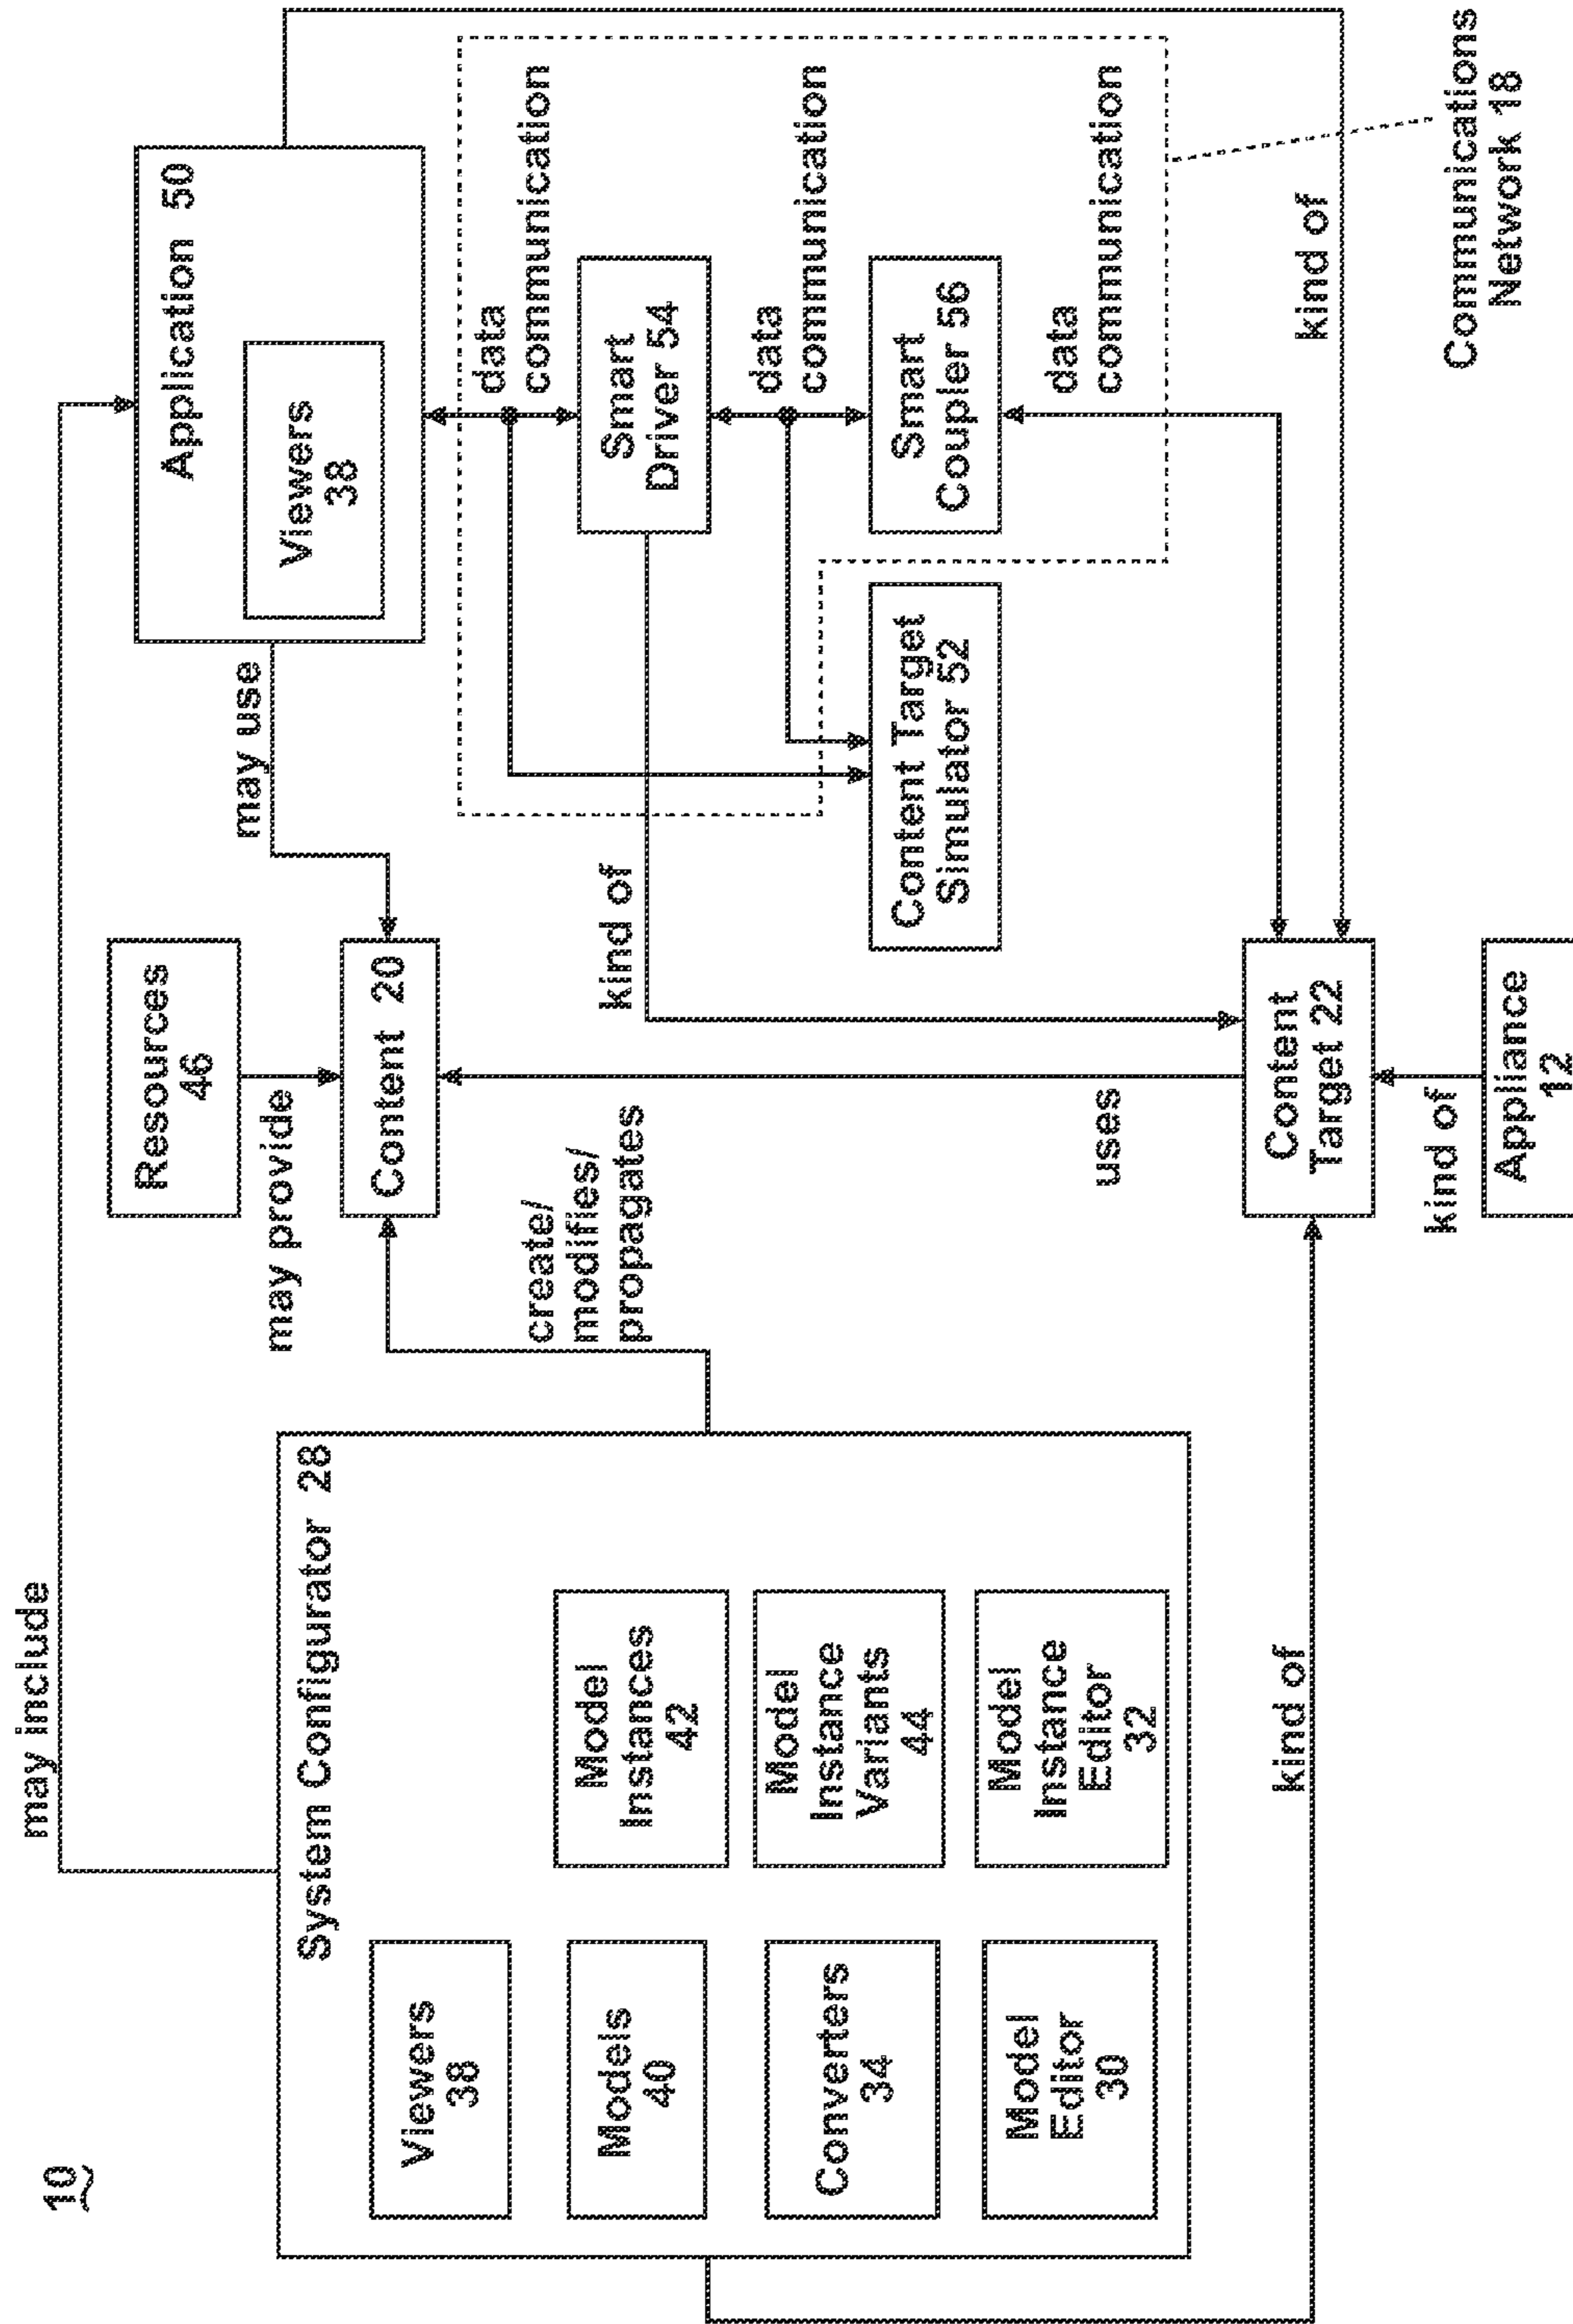 10
may include
System Configurator 28
Viewers
38
Models
40
Converters
34
Model
Editor
30
Model
Instances
42
Model
Instance
Variants
44
Model
Instance
Editor
32
create/
modifies/
propagates
kind of
Resources
46
may provide
Content 20
uses
Content
Target 22
kind of
Appliance
12
may use
kind of
Application 50
Viewers
38
data
communication
Smart
Driver 54
data
communication
Content Target
Simulator 52
Smart
Coupler 56
data
communication
kind of
Communications
Network 18